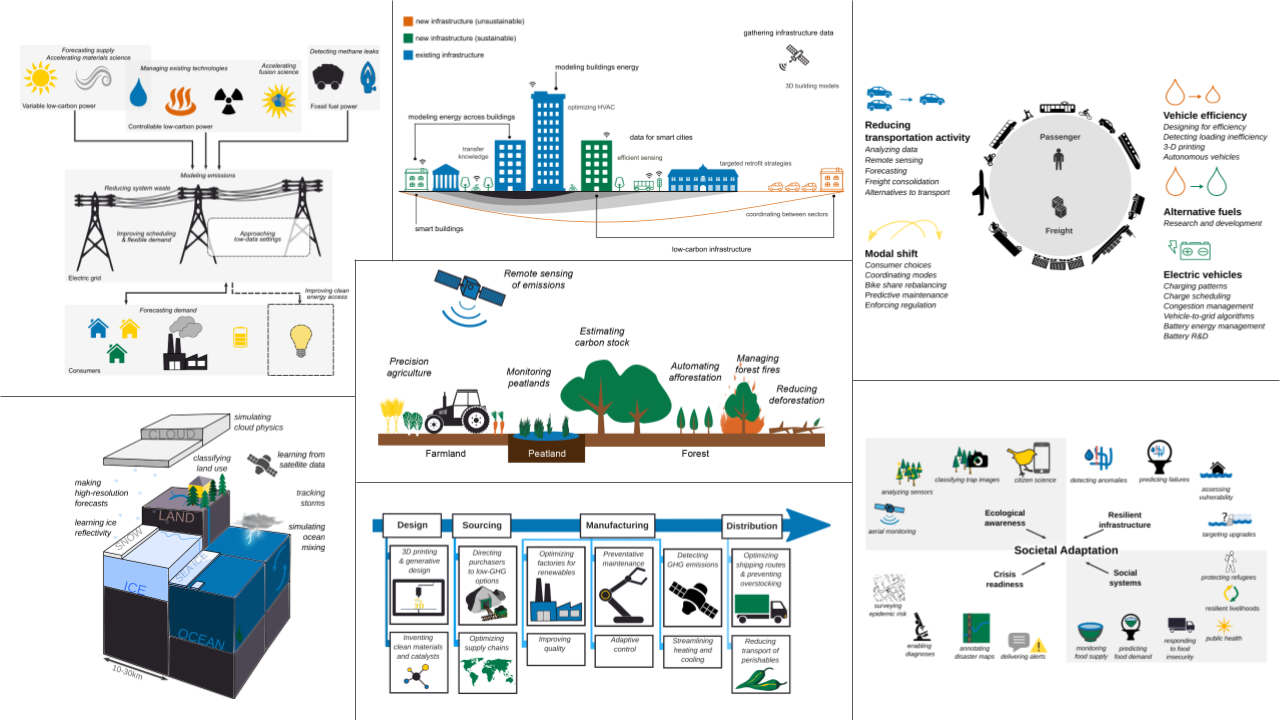 Forecasting supply
Accelerating materials science
Managing existing technologies
Accelerating
fusion science
Detecting methane leaks
Variable low-carbon power
Controllable low-carbon power
Fossil fuel power
Modeling emissions
Reducing system waste
Improving scheduling
& flexible demand
Approaching
low-data settings
Electric grid
Improving clean
energy access
Forecasting demand
Consumers
new infrastructure (unsustainable)
new infrastructure (sustainable)
existing infrastructure
gathering infrastructure data
3D building models
modeling buildings energy
optimizing HVAC
modeling energy across buildings
transfer
knowledge
data for smart cities
efficient sensing
targeted retrofit strategies
coordinating between sectors
smart buildings
low-carbon infrastructure
Reducing
transportation activity
Analyzing data
Remote sensing
Forecasting
Freight consolidation
Alternatives to transport
Modal shift
Consumer choices
Coordinating modes
Bike share rebalancing
Predictive maintenance
Enforcing regulation
Passenger
Freight
Vehicle efficiency
Designing for efficiency
Detecting loading inefficiency
3-D printing
Autonomous vehicles
Alternative fuels
Research and development
Electric vehicles
Charging patterns
Charge scheduling
Congestion management
Vehicle-to-grid algorithms
Battery energy management
Battery R&D
Remote sensing
of emissions
Estimating
carbon stock
Precision
agriculture
Monitoring
peatlands
Automating
afforestation
Managing
forest fires
Reducing
deforestation
Farmland
Peatland
Forest
simulating
cloud physics
CLOUD
classifying
land use
learning from
satellite data
making
high-resolution
forecasts
tracking
storms
LAND
learning ice
reflectivity
simulating
ocean
mixing
SNOW
SEA ICE
ICE
OCEAN
10-30km
Design
Sourcing
Manufacturing
Distribution
3D printing
& generative
design
Directing
purchasers
to low-GHG
options
Optimizing
factories for
renewables
Preventative
maintenance
Detecting
GHG emissions
Optimizing
shipping routes
& preventing
overstocking
Inventing
clean materials
and catalysts
Optimizing
supply chains
Improving
quality
Adaptive
control
Streamlining
heating and
cooling
Reducing
transport of
perishables
analyzing sensors
classifying trap images
citizen science
aerial monitoring
Ecological
awareness
detecting anomalies
predicting failures
assessing
vulnerability
Resilient
infrastructure
?
targeting upgrades
Societal Adaptation
Crisis
readiness
Social
systems
surveying
epidemic risk
enabling
diagnoses
annotating
disaster maps
delivering alerts
protecting refugees
resilient livelihoods
public health
monitoring
food supply
predicting
food demand
responding
to food
insecurity